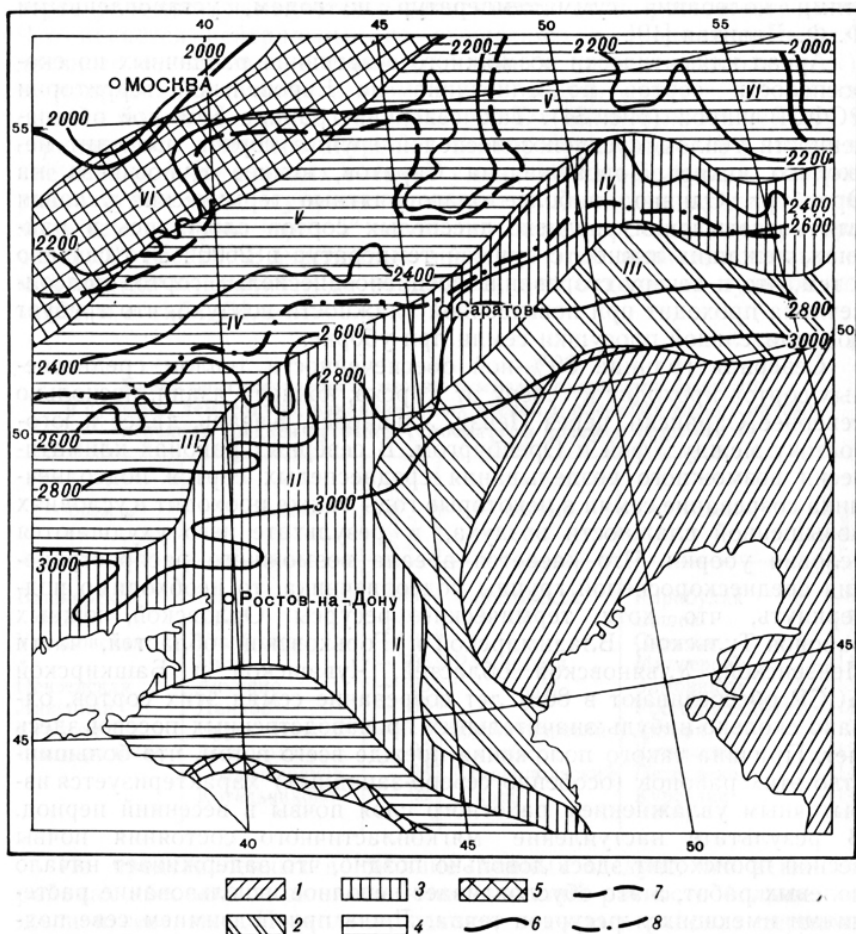 40 45 50 55
2000 2200 2200 2000
МОСКВА
2000 V VI
55
2200
VI IV 2400
V 2600
2200 III
2400
Саратов 2800 50
IV 2600 3000
2400 2800
50
2600 III
II
2800 3000
3000
Ростов-на-Дону
II 45
45
40 45 50
1 3 5 7
2 4 6 8